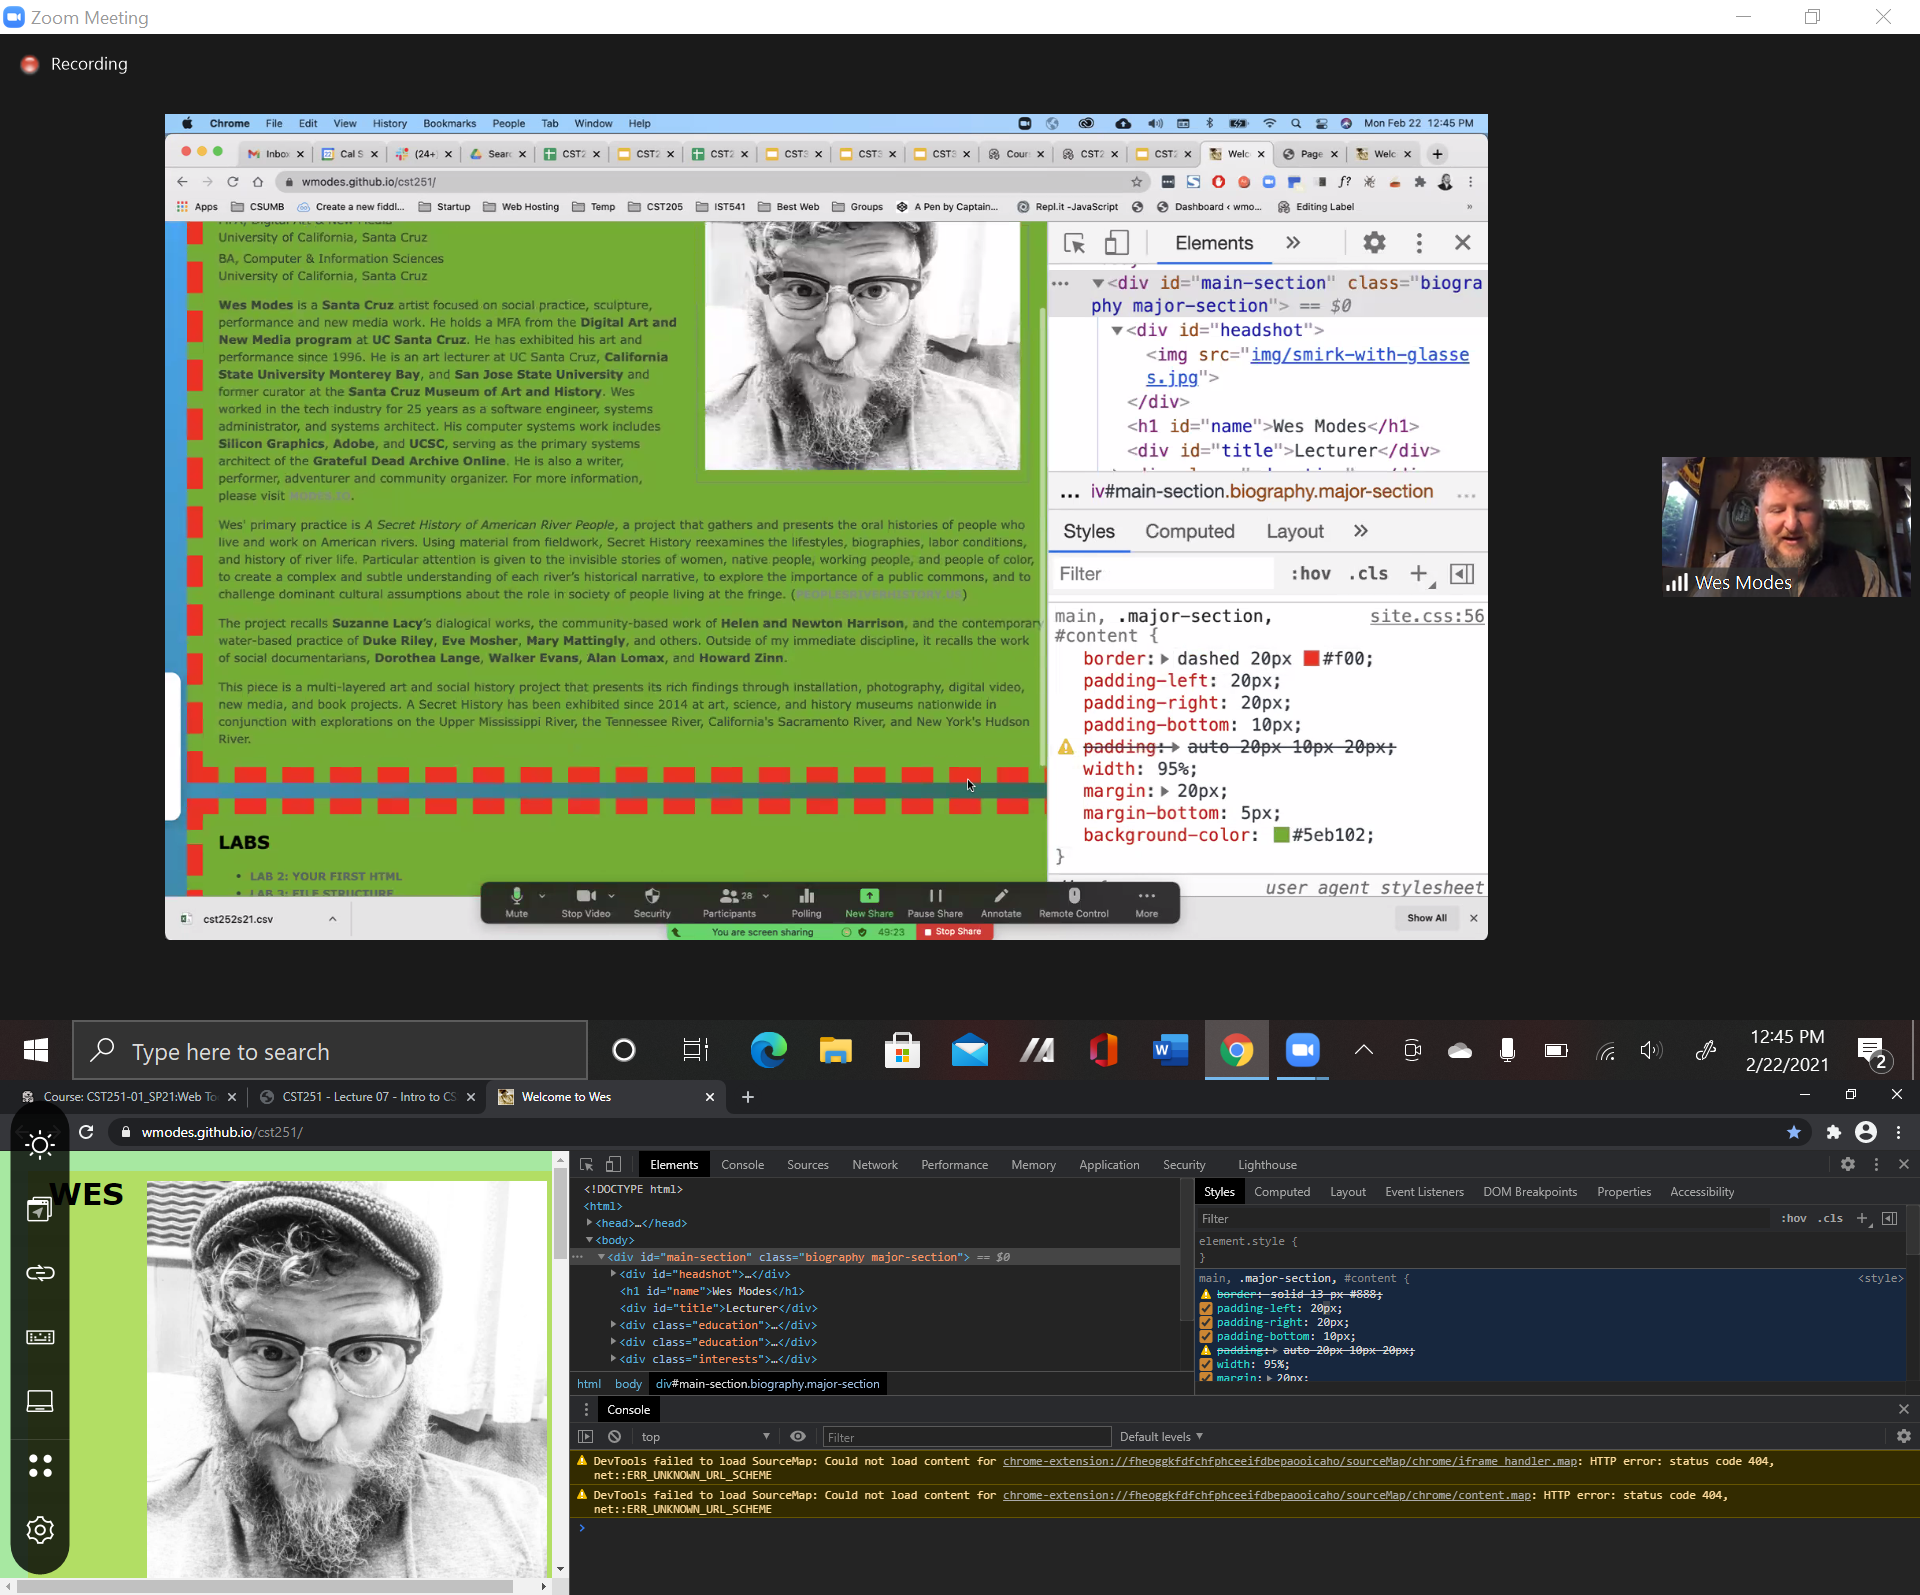 Zoom Meeting
Recording
Chrome File Edit View History Bookmarks People Tab Window Help
Mon Feb 22 12:45 PM
Inbo Cal S (24+) Sear CST2 CST2 CST2 CST3 CST3 CST3 Cour CST2 CST2 Welc Page Welc
wmodes.github.io/cst251/
Apps CSUMB Create a new fiddl... Startup Web Hosting Temp CST205 IST541 Best Web Groups A Pen by Captain... Repl.it -JavaScript Dashboard ‹ wmo... Editing Label »
University of California, Santa Cruz
BA, Computer & Information Sciences
University of California, Santa Cruz
Wes Modes is a Santa Cruz artist focused on social practice, sculpture,
performance and new media work. He holds a MFA from the Digital Art and
New Media program at UC Santa Cruz. He has exhibited his art and
performance since 1996. He is an art lecturer at UC Santa Cruz, California
State University Monterey Bay, and San Jose State University and
former curator at the Santa Cruz Museum of Art and History. Wes
worked in the tech industry for 25 years as a software engineer, systems
administrator, and systems architect. His computer systems work includes
Silicon Graphics, Adobe, and UCSC, serving as the primary systems
architect of the Grateful Dead Archive Online. He is also a writer,
performer, adventurer and community organizer. For more information,
please visit MODES.IO.
Wes' primary practice is A Secret History of American River People, a project that gathers and presents the oral histories of people who
live and work on American rivers. Using material from fieldwork, Secret History reexamines the lifestyles, biographies, labor conditions,
and history of river life. Particular attention is given to the invisible stories of women, native people, working people, and people of color,
to create a complex and subtle understanding of each river's historical narrative, to explore the importance of a public commons, and to
challenge dominant cultural assumptions about the role in society of people living at the fringe. (PEOPLESRIVERHISTORY.US)
The project recalls Suzanne Lacy's dialogical works, the community-based work of Helen and Newton Harrison, and the contemporary
water-based practice of Duke Riley, Eve Mosher, Mary Mattingly, and others. Outside of my immediate discipline, it recalls the work
of social documentarians, Dorothea Lange, Walker Evans, Alan Lomax, and Howard Zinn.
This piece is a multi-layered art and social history project that presents its rich findings through installation, photography, digital video,
new media, and book projects. A Secret History has been exhibited since 2014 at art, science, and history museums nationwide in
conjunction with explorations on the Upper Mississippi River, the Tennessee River, California's Sacramento River, and New York's Hudson
River.
LABS
• LAB 2: YOUR FIRST HTML
• LAB 3: FILE STRUCTURE
Elements »
<div id="main-section" class="biogra
phy major-section"> == $0
<div id="headshot">
<img src="img/smirk-with-glasse
s.jpg">
</div>
<h1 id="name">Wes Modes</h1>
<div id="title">Lecturer</div>
... iv#main-section.biography.major-section ...
Styles Computed Layout »
Filter :hov .cls +
main, .major-section, site.css:56
#content {
border: dashed 20px #f00;
padding-left: 20px;
padding-right: 20px;
padding-bottom: 10px;
padding: auto 20px 10px 20px;
width: 95%;
margin: 20px;
margin-bottom: 5px;
background-color: #5eb102;
}
user agent stylesheet
Mute Stop Video Security Participants 28 Polling New Share Pause Share Annotate Remote Control More
You are screen sharing 49:23 Stop Share
cst252s21.csv
Show All
Wes Modes
Type here to search
12:45 PM
2/22/2021
2
Course: CST251-01_SP21:Web To
CST251 - Lecture 07 - Intro to CS
Welcome to Wes
wmodes.github.io/cst251/
WES
Elements Console Sources Network Performance Memory Application Security Lighthouse
<!DOCTYPE html>
<html>
<head>…</head>
<body>
<div id="main-section" class="biography major-section"> == $0
<div id="headshot">…</div>
<h1 id="name">Wes Modes</h1>
<div id="title">Lecturer</div>
<div class="education">…</div>
<div class="education">…</div>
<div class="interests">…</div>
html body div#main-section.biography.major-section
Styles Computed Layout Event Listeners DOM Breakpoints Properties Accessibility
Filter :hov .cls +
element.style {
}
main, .major-section, #content { <style>
border: solid 13 px #888;
padding-left: 20px;
padding-right: 20px;
padding-bottom: 10px;
padding: auto 20px 10px 20px;
width: 95%;
margin: 20px;
Console
top Filter Default levels
DevTools failed to load SourceMap: Could not load content for chrome-extension://fheoggkfdfchfphceeifdbepaooicaho/sourceMap/chrome/iframe_handler.map: HTTP error: status code 404,
net::ERR_UNKNOWN_URL_SCHEME
DevTools failed to load SourceMap: Could not load content for chrome-extension://fheoggkfdfchfphceeifdbepaooicaho/sourceMap/chrome/content.map: HTTP error: status code 404,
net::ERR_UNKNOWN_URL_SCHEME